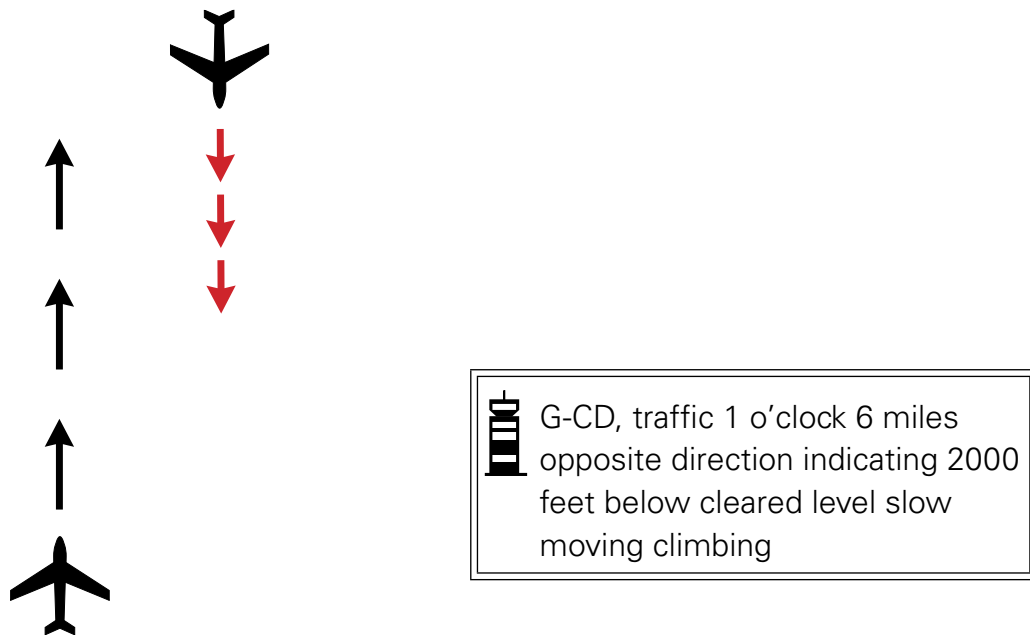 G-CD, traffic 1 o’clock 6 miles
opposite direction indicating 2000
feet below cleared level slow
moving climbing